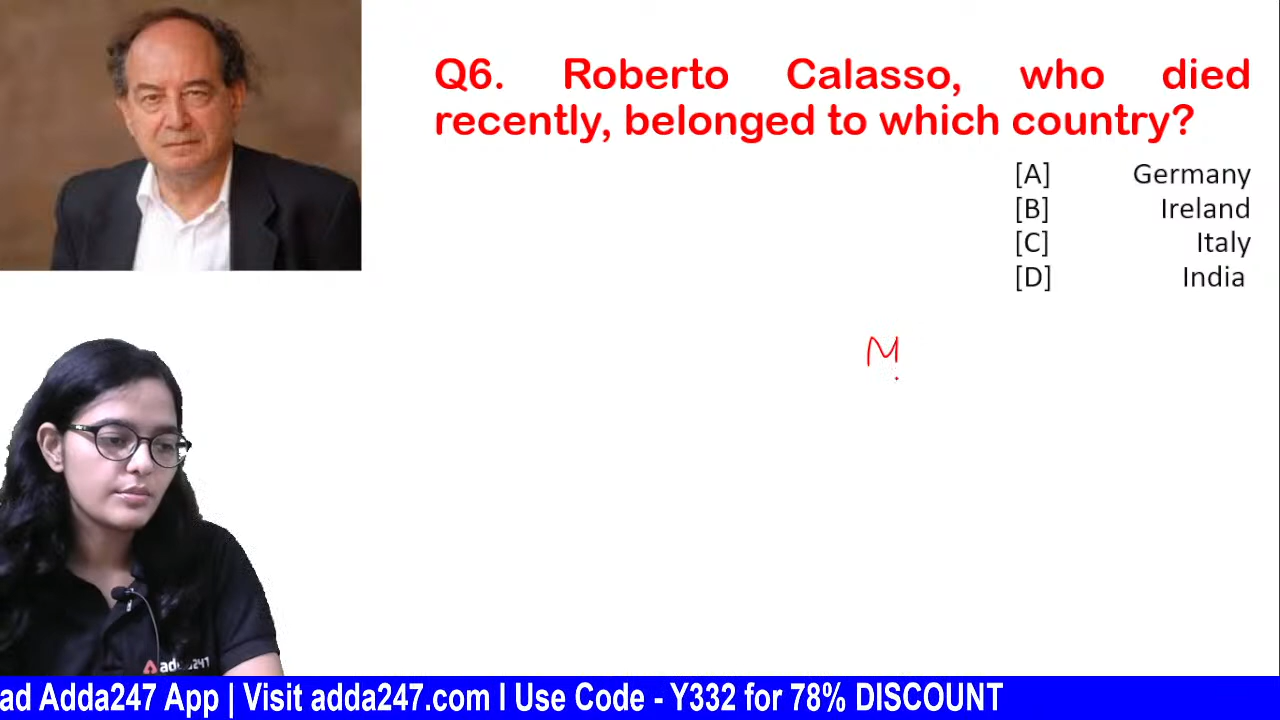 Q6. Roberto Calasso, who died
recently, belonged to which country?
[A] Germany
[B] Ireland
[C] Italy
[D] India
M
adda247
ad Adda247 App | Visit adda247.com I Use Code - Y332 for 78% DISCOUNT